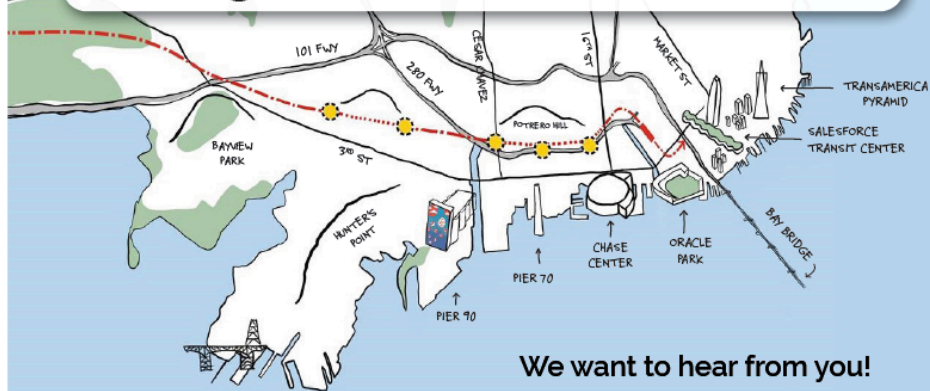 101 FWY
280 FWY
CESAR CHAVEZ
16TH ST
MARKET ST
TRANSAMERICA
PYRAMID
SALESFORCE
TRANSIT CENTER
POTRERO HILL
BAYVIEW
PARK
3RD ST
HUNTER'S
POINT
PIER 90
PIER 70
CHASE
CENTER
ORACLE
PARK
BAY BRIDGE
We want to hear from you!